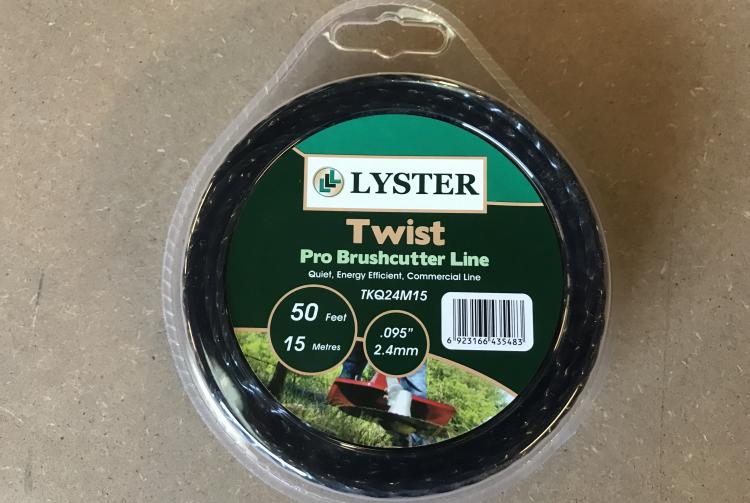 LYSTER
Twist
Pro Brushcutter Line
Quiet, Energy Efficient, Commercial Line
TKQ24M15
50 Feet
15 Metres
.095"
2.4mm
6 923166 435483